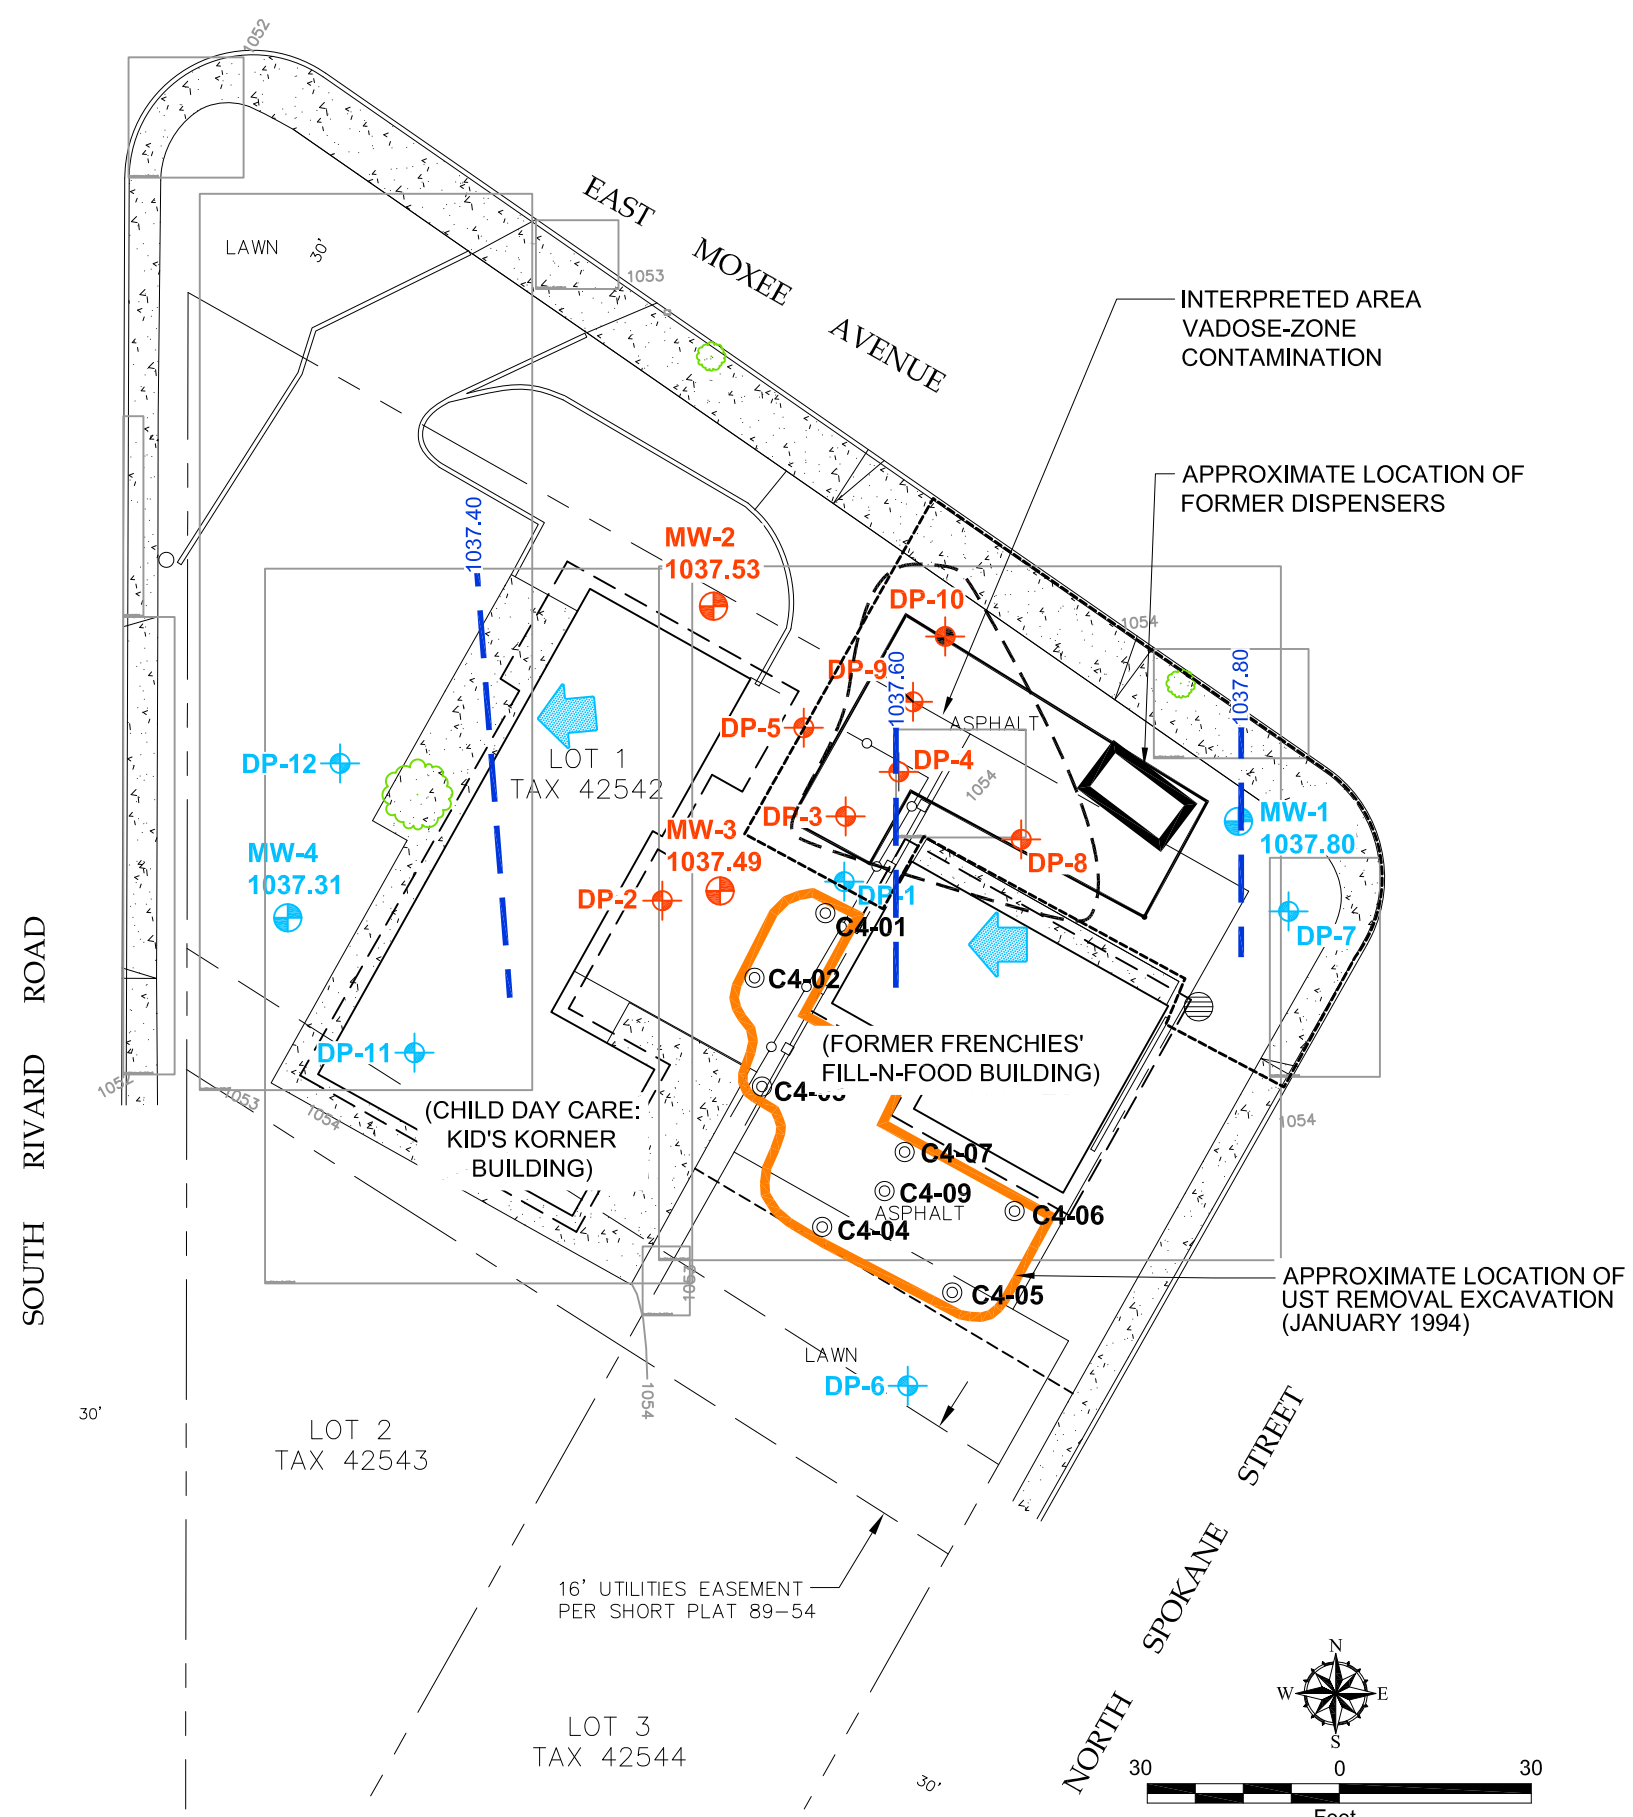 1052
EAST MOXEE AVENUE
LAWN
30'
1053
INTERPRETED AREA
VADOSE-ZONE
CONTAMINATION
APPROXIMATE LOCATION OF
FORMER DISPENSERS
1037.40
MW-2
1037.53
DP-10
1054
DP-9
1037.60
1037.80
DP-5
ASPHALT
DP-12
LOT 1
TAX 42542
DP-4
1054
DP-3
MW-3
1037.49
MW-1
1037.80
MW-4
1037.31
DP-8
DP-2
DP-1
DP-7
C4-01
C4-02
SOUTH RIVARD ROAD
DP-11
(FORMER FRENCHIES'
FILL-N-FOOD BUILDING)
1052
1053
1054
C4-03
(CHILD DAY CARE:
KID'S KORNER
BUILDING)
1054
C4-07
C4-09
ASPHALT
C4-06
C4-04
1053
C4-05
APPROXIMATE LOCATION OF
UST REMOVAL EXCAVATION
(JANUARY 1994)
LAWN
DP-6
1054
30'
LOT 2
TAX 42543
NORTH SPOKANE STREET
16' UTILITIES EASEMENT
PER SHORT PLAT 89-54
LOT 3
TAX 42544
30'
N
W
E
S
30 0 30
Feet